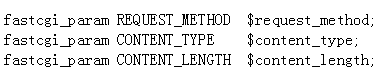 fastcgi_param REQUEST_METHOD  $request_method;
fastcgi_param CONTENT_TYPE    $content_type;
fastcgi_param CONTENT_LENGTH  $content_length;